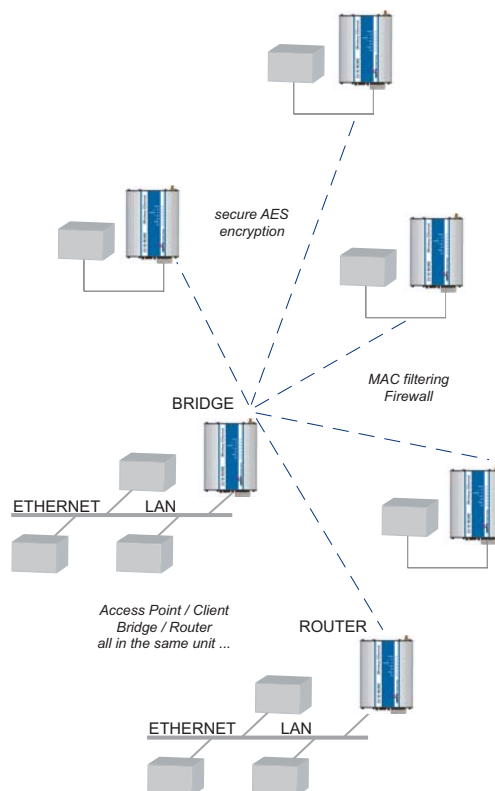 secure AES
encryption
MAC filtering
Firewall
BRIDGE
ETHERNET LAN
Access Point / Client
Bridge / Router
all in the same unit ...
ROUTER
ETHERNET LAN